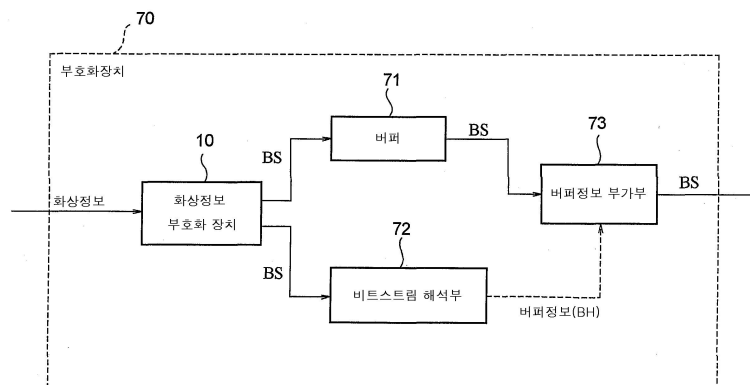 70
부호화장치
71
버퍼
BS
BS
73
버퍼정보 부가부
BS
10
화상정보
부호화 장치
화상정보
BS
72
비트스트림 해석부
버퍼정보(BH)